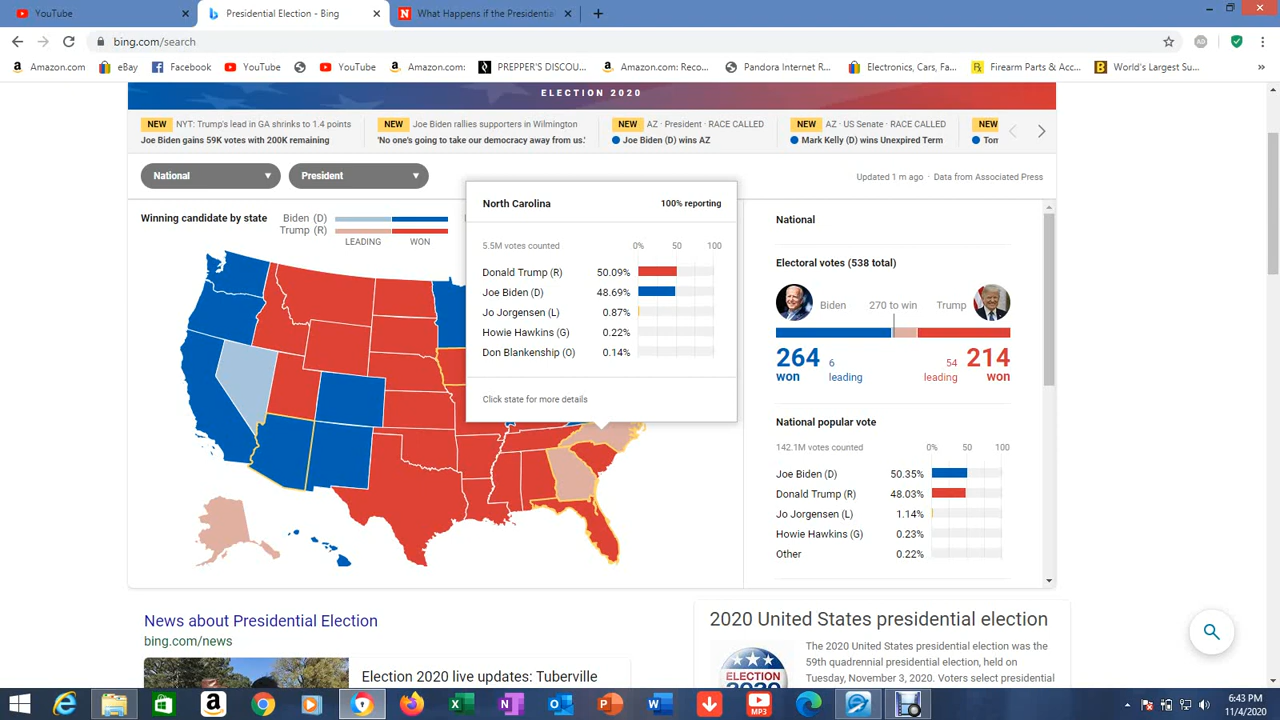 YouTube
Presidential Election - Bing
What Happens if the Presidential
bing.com/search
Amazon.com
eBay
Facebook
YouTube
YouTube
Amazon.com:
PREPPER'S DISCOU...
Amazon.com: Reco...
Pandora Internet R...
Electronics, Cars, Fa...
Firearm Parts & Acc...
World's Largest Su...
ELECTION 2020
NEW NYT: Trump's lead in GA shrinks to 1.4 points
Joe Biden gains 59K votes with 200K remaining
NEW Joe Biden rallies supporters in Wilmington
'No one's going to take our democracy away from us.'
NEW AZ · President · RACE CALLED
Joe Biden (D) wins AZ
NEW AZ · US Senate · RACE CALLED
Mark Kelly (D) wins Unexpired Term
NEW
Tom
National
President
Updated 1 m ago · Data from Associated Press
Winning candidate by state
Biden (D)
Trump (R)
LEADING WON
North Carolina 100% reporting
5.5M votes counted 0% 50 100
Donald Trump (R) 50.09%
Joe Biden (D) 48.69%
Jo Jorgensen (L) 0.87%
Howie Hawkins (G) 0.22%
Don Blankenship (O) 0.14%
Click state for more details
National
Electoral votes (538 total)
Biden 270 to win Trump
264 6 54 214
won leading leading won
National popular vote
142.1M votes counted 0% 50 100
Joe Biden (D) 50.35%
Donald Trump (R) 48.03%
Jo Jorgensen (L) 1.14%
Howie Hawkins (G) 0.23%
Other 0.22%
News about Presidential Election
bing.com/news
Election 2020 live updates: Tuberville
2020 United States presidential election
The 2020 United States presidential election was the
59th quadrennial presidential election, held on
Tuesday, November 3, 2020. Voters select presidential
ELECTION
2020
MP3
6:43 PM
11/4/2020